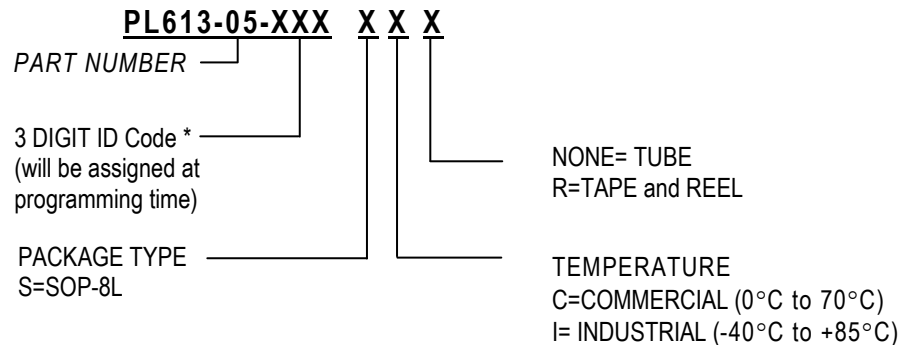 PL613-05-XXX X X X
PART NUMBER
3 DIGIT ID Code *
(will be assigned at
programming time)
PACKAGE TYPE
S=SOP-8L
NONE= TUBE
R=TAPE and REEL
TEMPERATURE
C=COMMERCIAL (0°C to 70°C)
I= INDUSTRIAL (-40°C to +85°C)